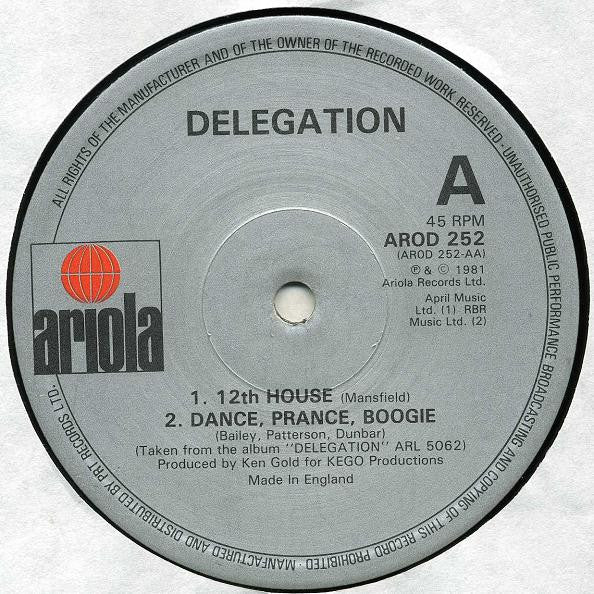 ALL RIGHTS OF THE MANUFACTURER AND OF THE OWNER OF THE RECORDED WORK RESERVED · UNAUTHORISED PUBLIC PERFORMANCE BROADCASTING AND COPYING OF THIS RECORD PROHIBITED · MANFACTURED AND DISTRIBUTED BY PRT RECORDS LTD.
DELEGATION
A
45 RPM
AROD 252
(AROD 252-AA)
℗ & © 1981
Ariola Records Ltd.
April Music
Ltd. (1) RBR
Music Ltd. (2)
ariola
1. 12th HOUSE (Mansfield)
2. DANCE, PRANCE, BOOGIE
(Bailey, Patterson, Dunbar)
(Taken from the album "DELEGATION" ARL 5062)
Produced by Ken Gold for KEGO Productions
Made in England